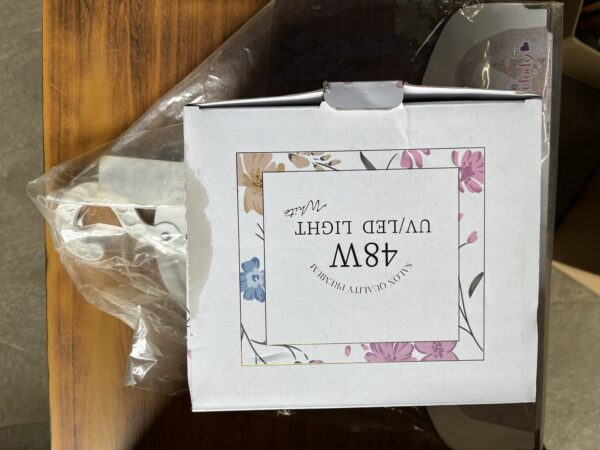 SALON QUALITY PREMIUM
48W
UV/LED LIGHT
White